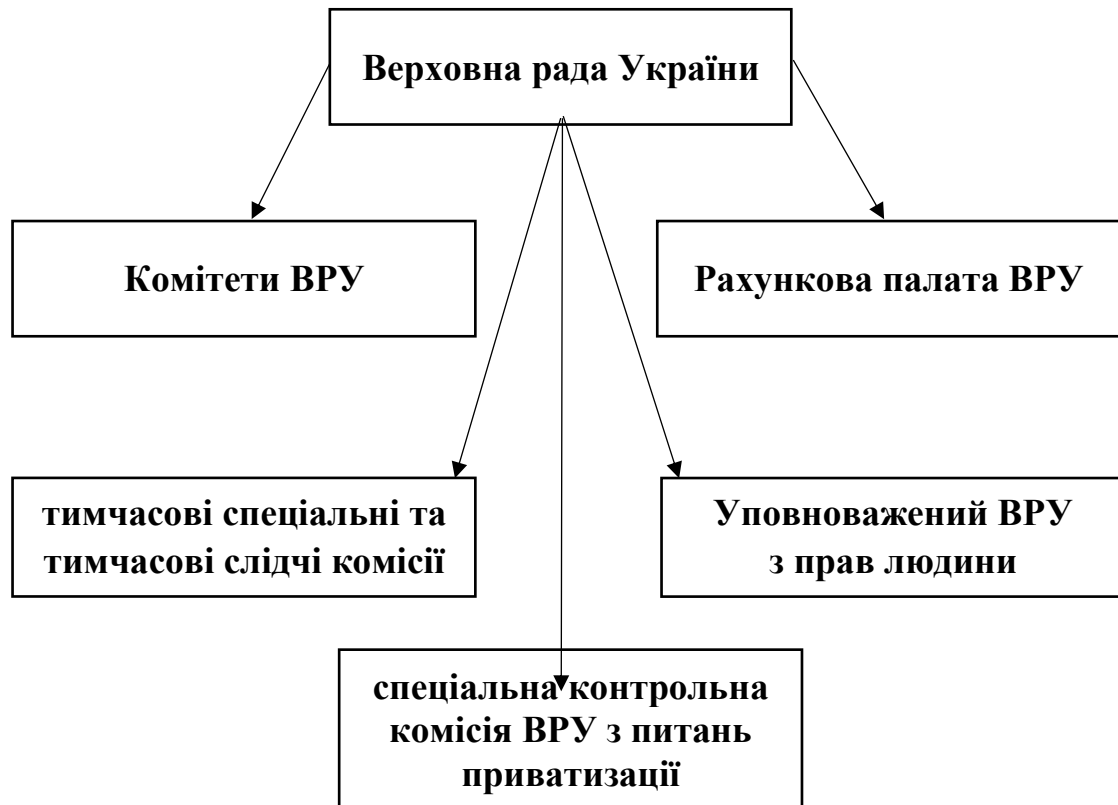 Верховна рада України
Комітети ВРУ
Рахункова палата ВРУ
тимчасові спеціальні та
тимчасові слідчі комісії
Уповноважений ВРУ
з прав людини
спеціальна контрольна
комісія ВРУ з питань
приватизації